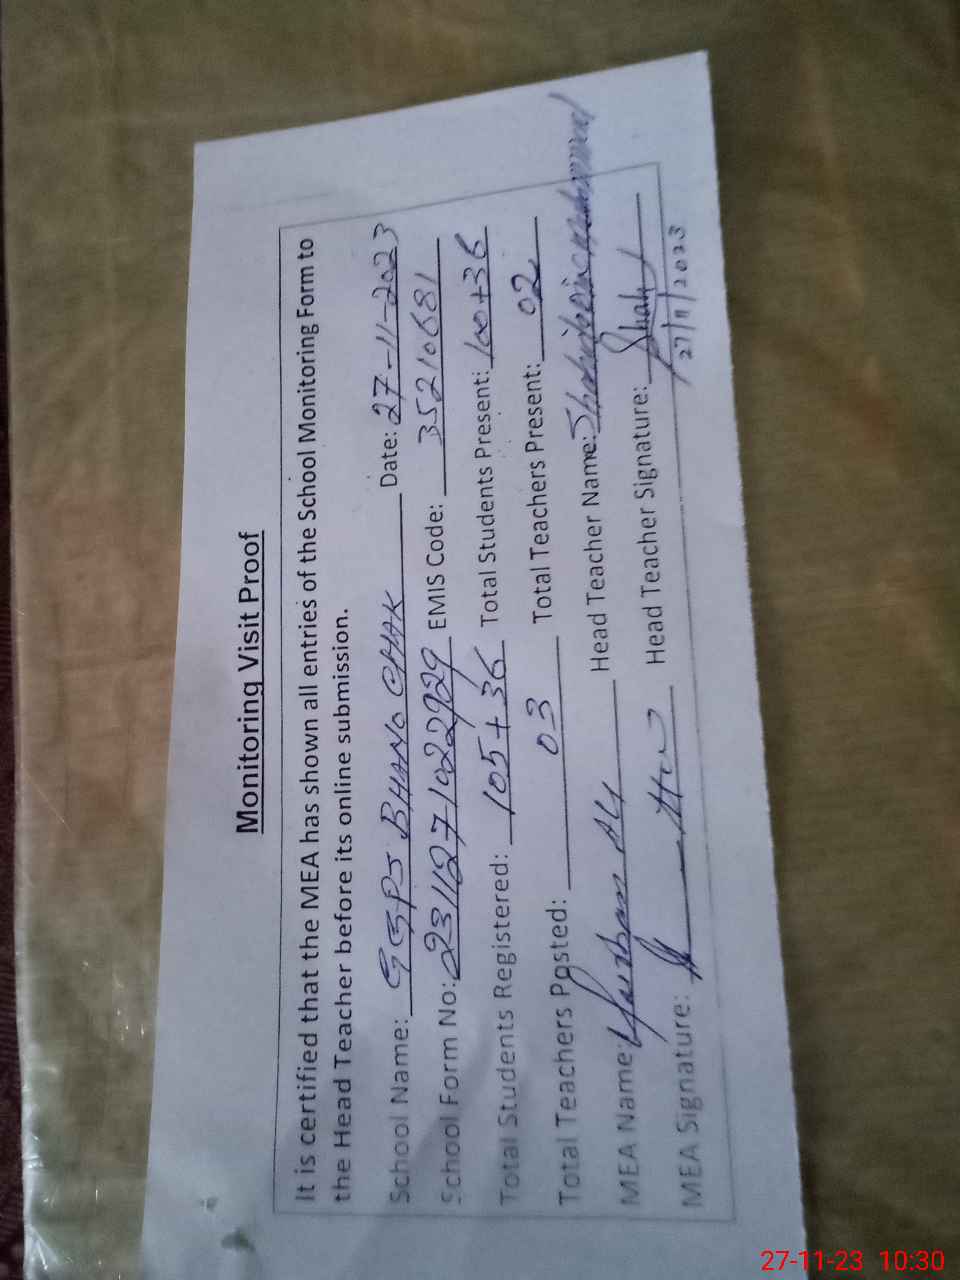 Monitoring Visit Proof
It is certified that the MEA has shown all entries of the School Monitoring Form to
the Head Teacher before its online submission.
School Name: GGPS BHANO CHAK Date: 27-11-2023
School Form No: 231127-1022929 EMIS Code: 35210681
Total Students Registered: 105+36 Total Students Present: 100+36
Total Teachers Posted: 03 Total Teachers Present: 02
MEA Name: Ali Head Teacher Name:
MEA Signature: Head Teacher Signature:
27/11/2023
27-11-23 10:30